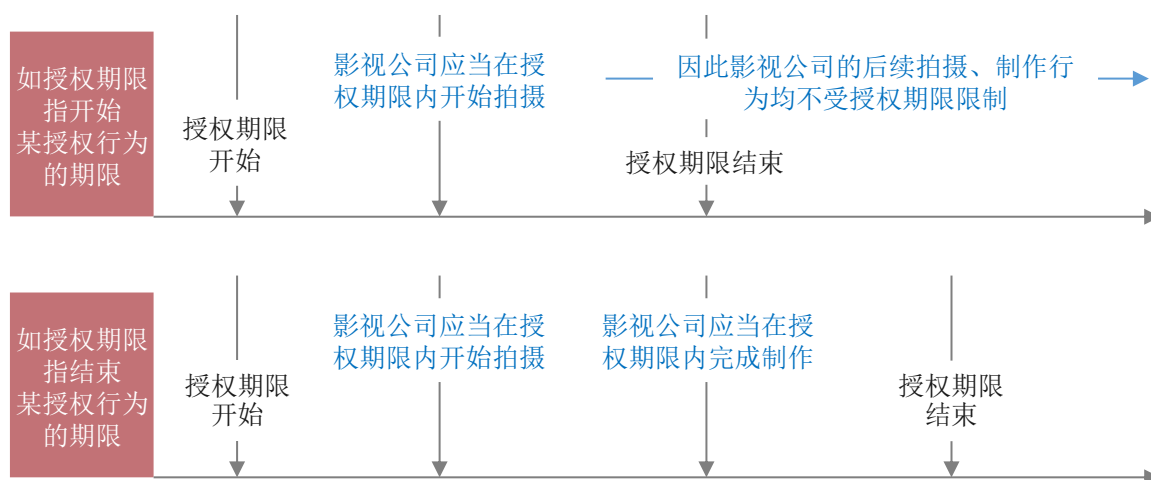 如授权期限
指开始
某授权行为
的期限
授权期限
开始
影视公司应当在授
权期限内开始拍摄
因此影视公司的后续拍摄、制作行
为均不受授权期限限制
授权期限结束
如授权期限
指结束
某授权行为
的期限
授权期限
开始
影视公司应当在授
权期限内开始拍摄
影视公司应当在授
权期限内完成制作
授权期限
结束